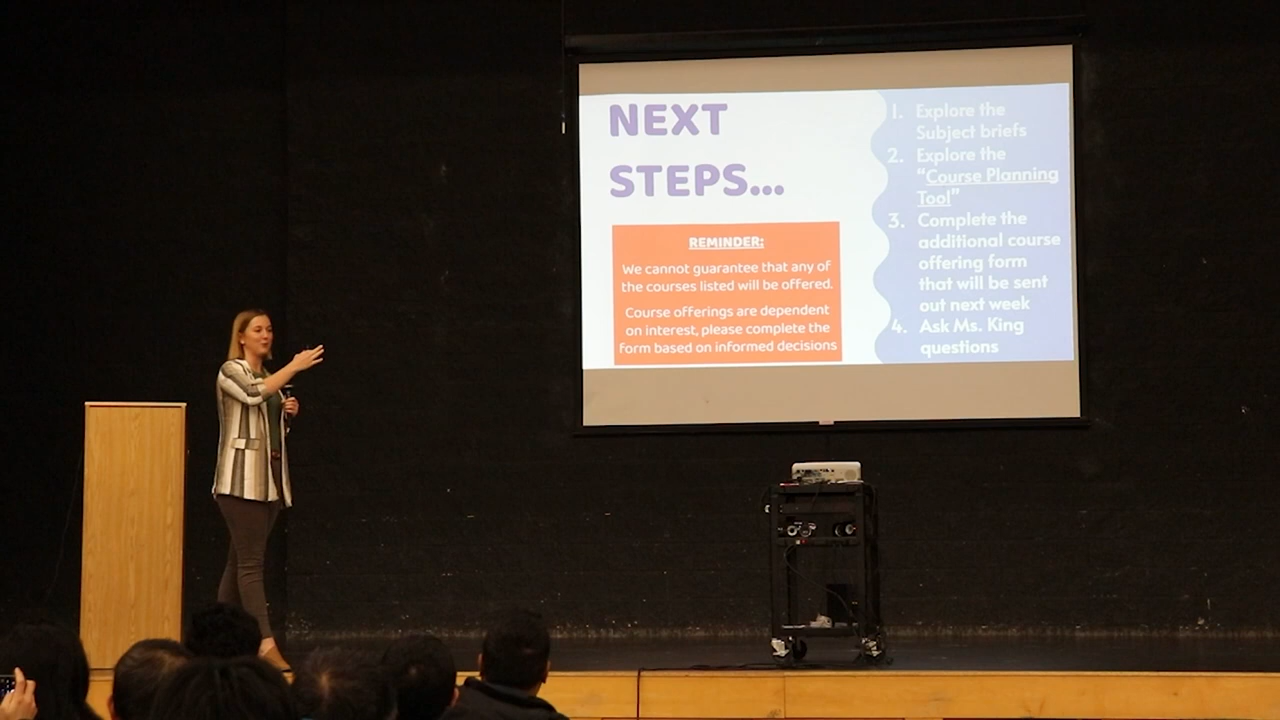 NEXT
STEPS...
REMINDER:
We cannot guarantee that any of
the courses listed will be offered.
Course offerings are dependent
on interest, please complete the
form based on informed decisions
1. Explore the
Subject briefs
2. Explore the
“Course Planning
Tool”
3. Complete the
additional course
offering form
that will be sent
out next week
4. Ask Ms. King
questions